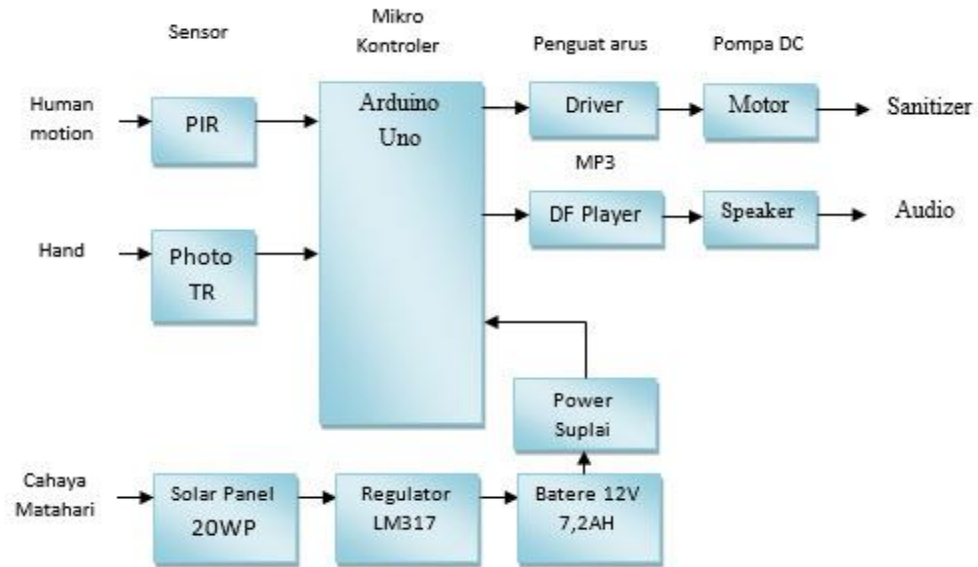 Sensor
Mikro
Kontroler
Penguat arus
Pompa DC
Human
motion
PIR
Arduino
Uno
Driver
Motor
Sanitizer
MP3
DF Player
Speaker
Audio
Hand
Photo
TR
Power
Suplai
Cahaya
Matahari
Solar Panel
20WP
Regulator
LM317
Batere 12V
7,2AH